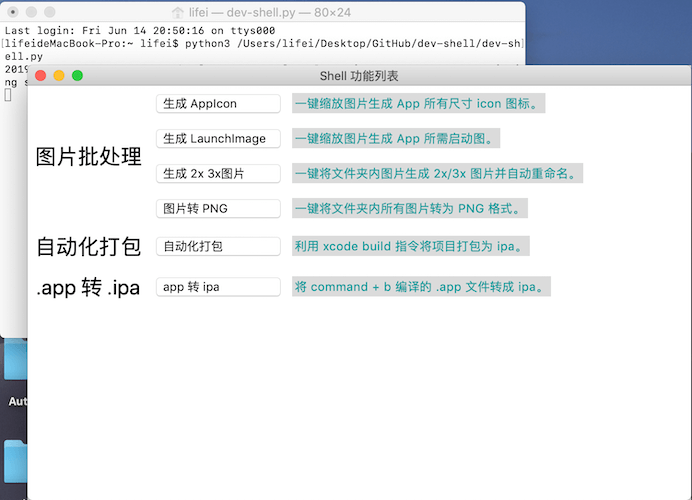 lifei — dev-shell.py — 80×24
Last login: Fri Jun 14 20:50:16 on ttys000
[lifeideMacBook-Pro:~ lifei$ python3 /Users/lifei/Desktop/GitHub/dev-shell/dev-sh]
ell.py
2019
ng s
Shell 功能列表
图片批处理
生成 AppIcon
一键缩放图片生成 App 所有尺寸 icon 图标。
生成 LaunchImage
一键缩放图片生成 App 所需启动图。
生成 2x 3x图片
一键将文件夹内图片生成 2x/3x 图片并自动重命名。
图片转 PNG
一键将文件夹内所有图片转为 PNG 格式。
自动化打包
自动化打包
利用 xcode build 指令将项目打包为 ipa。
.app 转 .ipa
app 转 ipa
将 command + b 编译的 .app 文件转成 ipa。
Aut